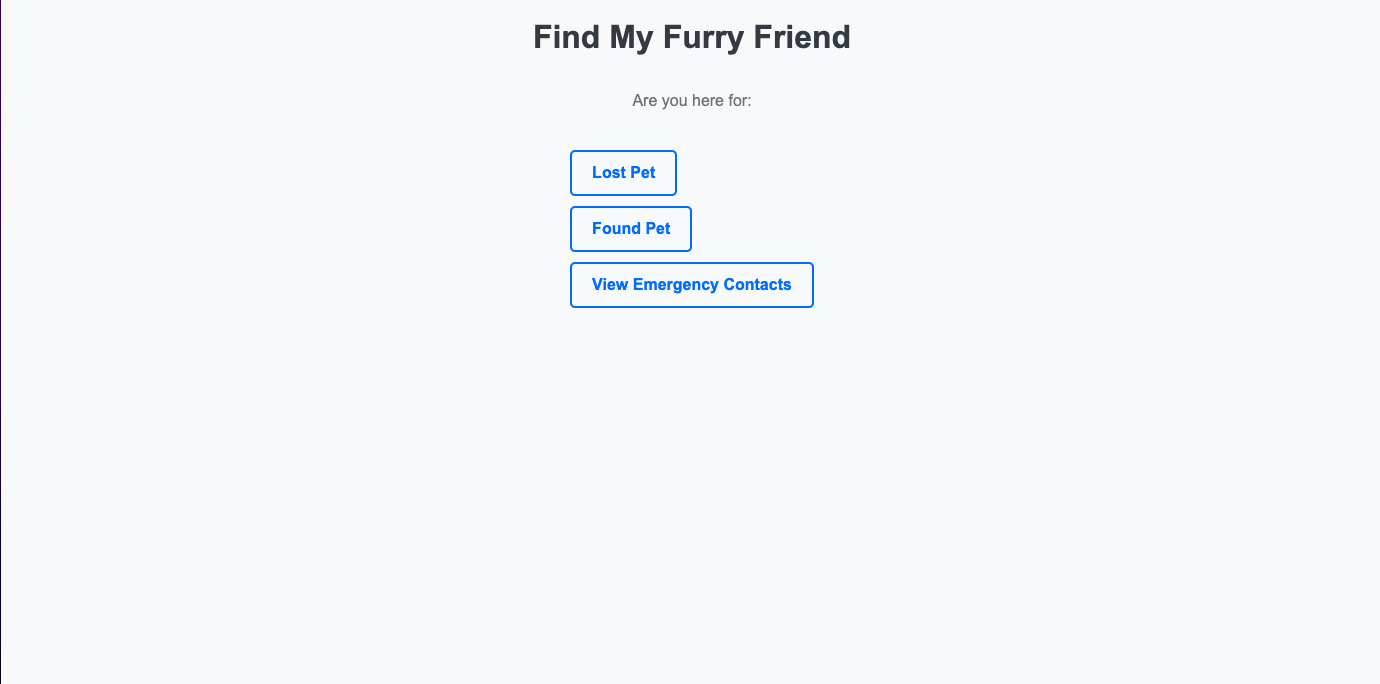 Find My Furry Friend
Are you here for:
Lost Pet
Found Pet
View Emergency Contacts